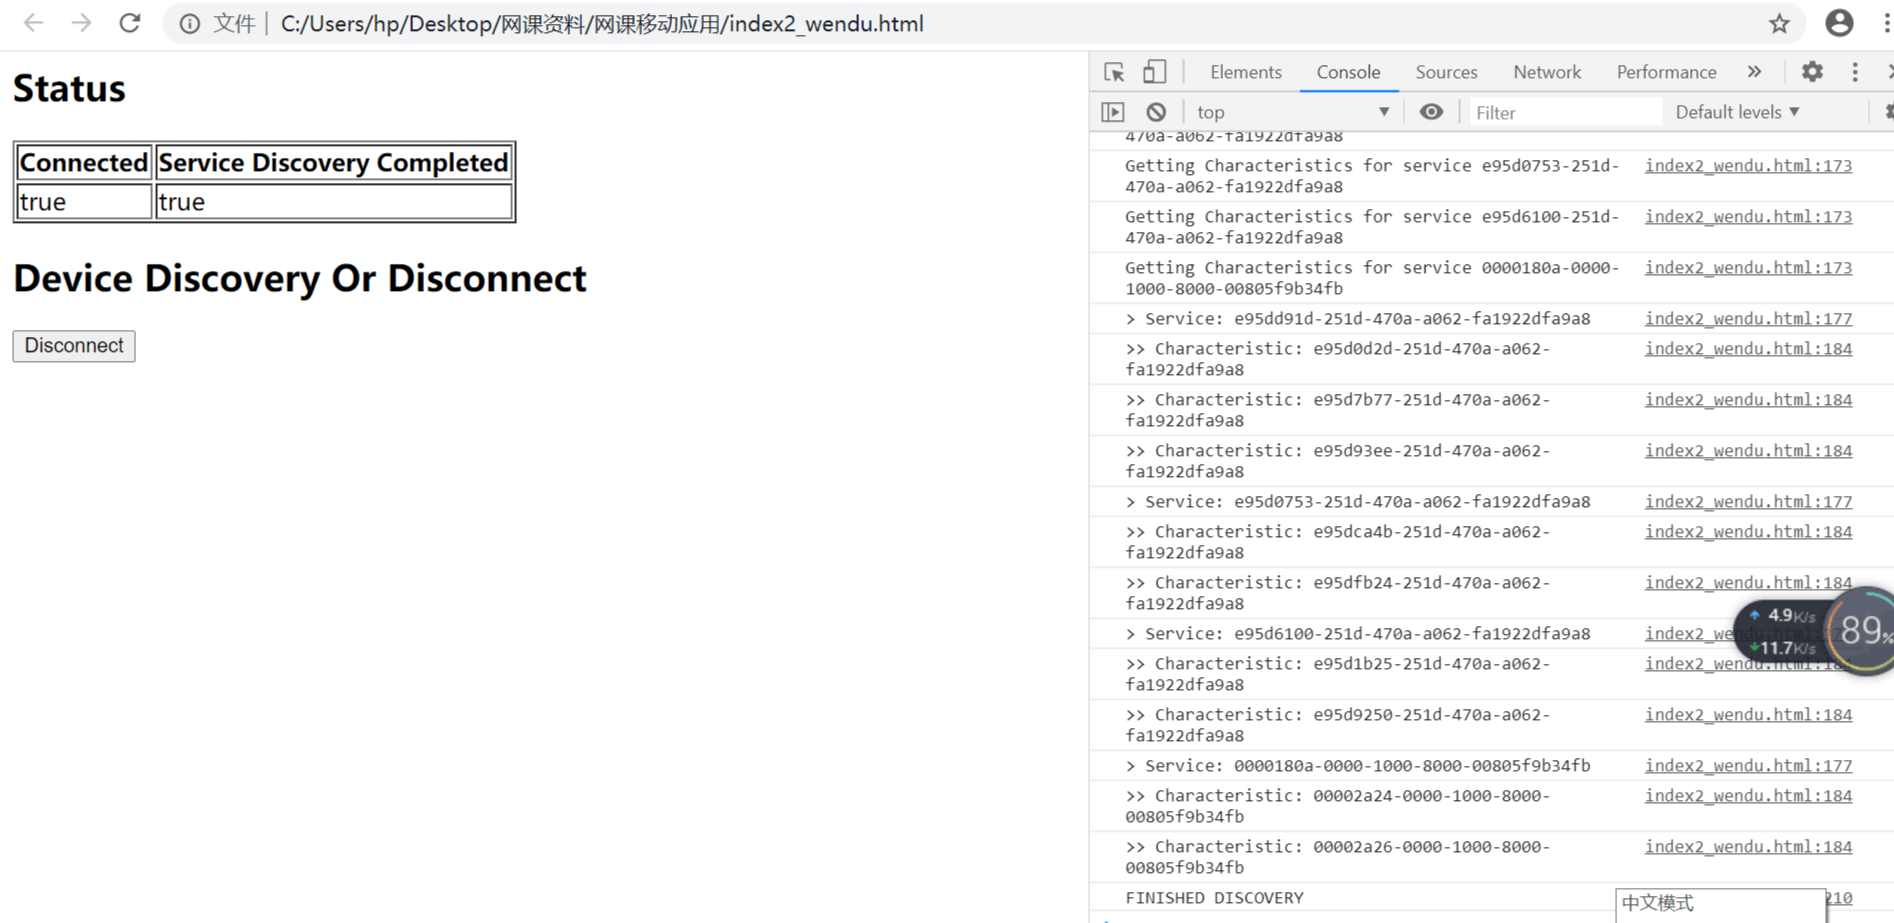 文件 C:/Users/hp/Desktop/网课资料/网课移动应用/index2_wendu.html
Status
Connected Service Discovery Completed
true true
Device Discovery Or Disconnect
Disconnect
Elements Console Sources Network Performance
top Filter Default levels
470a-a062-fa1922dfa9a8
Getting Characteristics for service e95d0753-251d- index2_wendu.html:173
470a-a062-fa1922dfa9a8
Getting Characteristics for service e95d6100-251d- index2_wendu.html:173
470a-a062-fa1922dfa9a8
Getting Characteristics for service 0000180a-0000- index2_wendu.html:173
1000-8000-00805f9b34fb
> Service: e95dd91d-251d-470a-a062-fa1922dfa9a8 index2_wendu.html:177
>> Characteristic: e95d0d2d-251d-470a-a062- index2_wendu.html:184
fa1922dfa9a8
>> Characteristic: e95d7b77-251d-470a-a062- index2_wendu.html:184
fa1922dfa9a8
>> Characteristic: e95d93ee-251d-470a-a062- index2_wendu.html:184
fa1922dfa9a8
> Service: e95d0753-251d-470a-a062-fa1922dfa9a8 index2_wendu.html:177
>> Characteristic: e95dca4b-251d-470a-a062- index2_wendu.html:184
fa1922dfa9a8
>> Characteristic: e95dfb24-251d-470a-a062- index2_wendu.html:184
fa1922dfa9a8
4.9K/s
89%
> Service: e95d6100-251d-470a-a062-fa1922dfa9a8
11.7K/s
>> Characteristic: e95d1b25-251d-470a-a062- index2_wendu.html:184
fa1922dfa9a8
>> Characteristic: e95d9250-251d-470a-a062- index2_wendu.html:184
fa1922dfa9a8
> Service: 0000180a-0000-1000-8000-00805f9b34fb index2_wendu.html:177
>> Characteristic: 00002a24-0000-1000-8000- index2_wendu.html:184
00805f9b34fb
>> Characteristic: 00002a26-0000-1000-8000- index2_wendu.html:184
00805f9b34fb
FINISHED DISCOVERY 210
中文模式